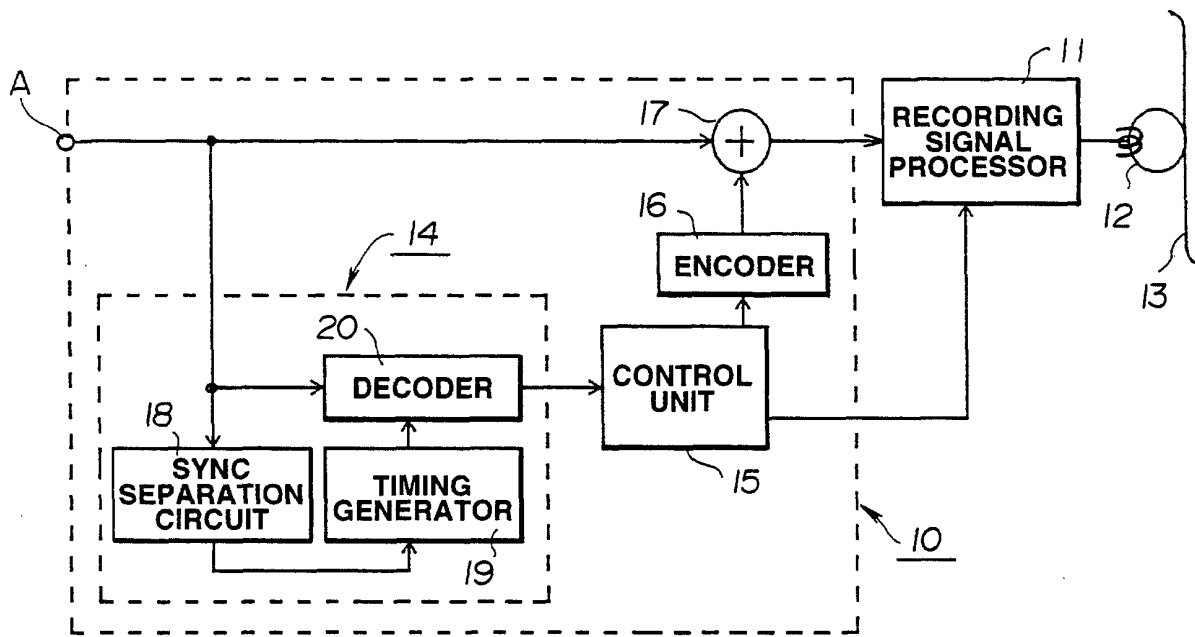 A
11
17
+
RECORDING
SIGNAL
PROCESSOR
12
13
16
ENCODER
14
20
DECODER
CONTROL
UNIT
15
18
SYNC
SEPARATION
CIRCUIT
TIMING
GENERATOR
19
10